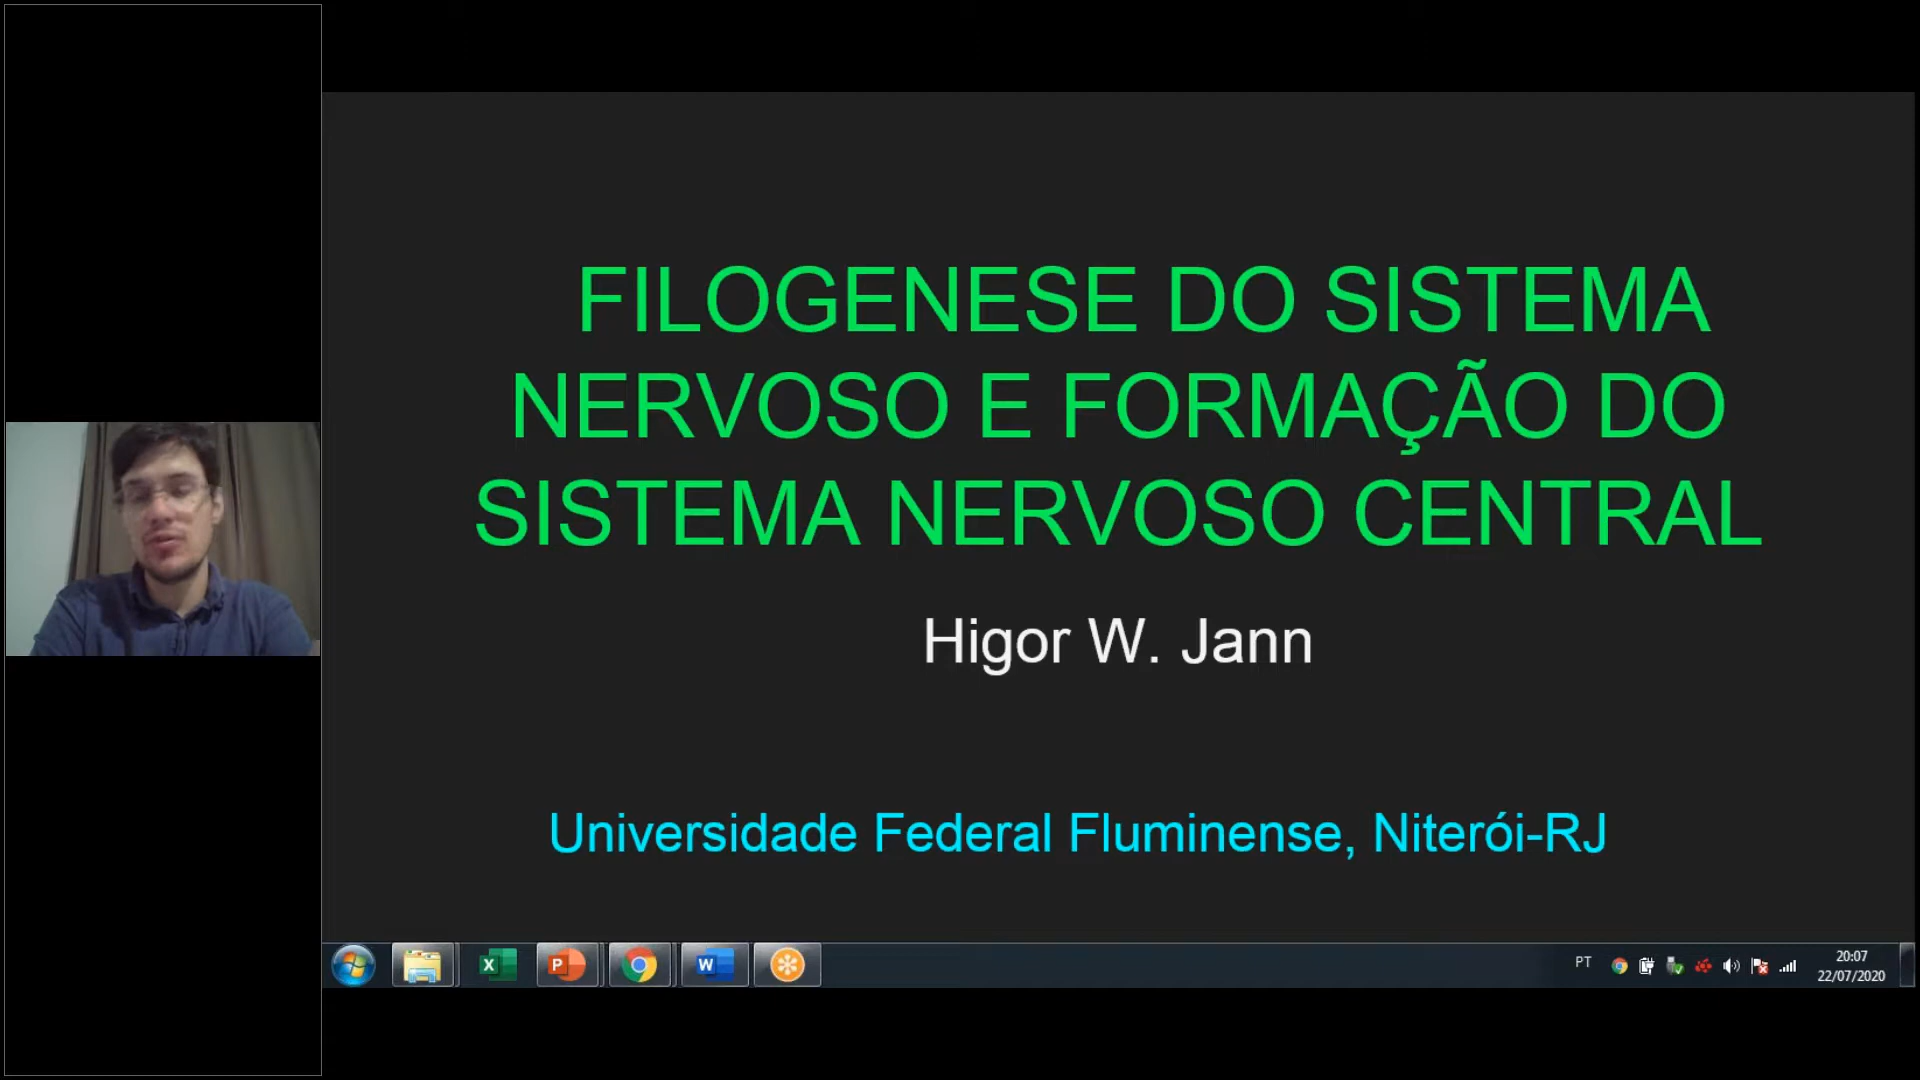 FILOGENESE DO SISTEMA
NERVOSO E FORMAÇÃO DO
SISTEMA NERVOSO CENTRAL
Higor W. Jann
Universidade Federal Fluminense, Niterói-RJ
X
P
W
PT
20:07
22/07/2020